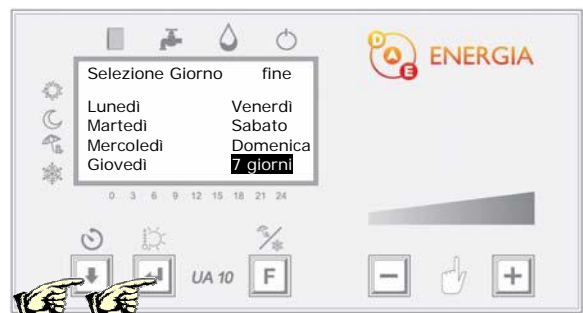 DAE ENERGIA
Selezione Giorno fine
Lunedì Venerdì
Martedì Sabato
Mercoledì Domenica
Giovedì 7 giorni
0 3 6 9 12 15 18 21 24
UA 10 F